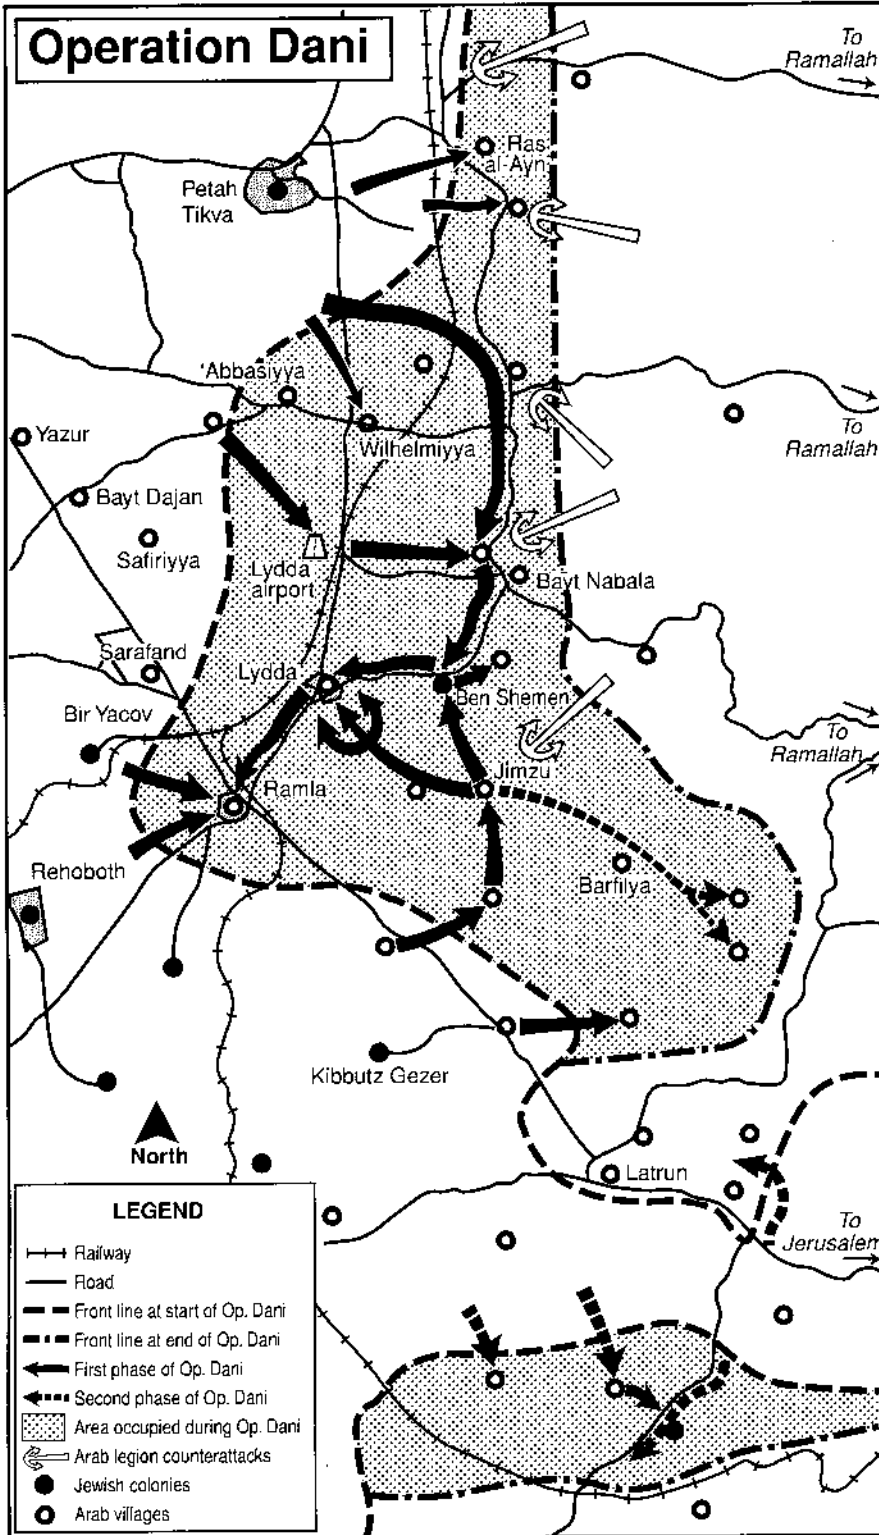 Operation Dani
To
Ramallah
Ras
al-Ayn
Petah
Tikva
'Abbasiyya
Wilhelmiyya
To
Ramallah
Yazur
Bayt Dajan
Safiriyya
Lydda
airport
Bayt Nabala
Sarafand
Lydda
Ben Shemen
Bir Yacov
To
Ramallah
Jimzu
Ramla
Rehoboth
Barfilya
Kibbutz Gezer
North
Latrun
To
Jerusalem
LEGEND
Railway
Road
Front line at start of Op. Dani
Front line at end of Op. Dani
First phase of Op. Dani
Second phase of Op. Dani
Area occupied during Op. Dani
Arab legion counterattacks
Jewish colonies
Arab villages